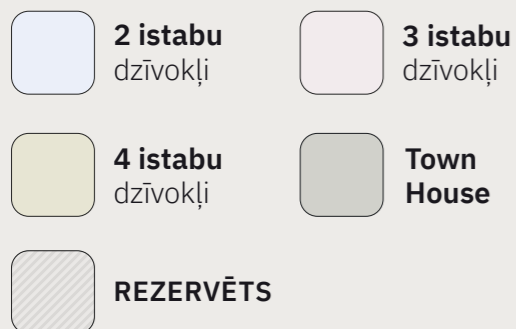 2 istabu
dzīvokļi
3 istabu
dzīvokļi
4 istabu
dzīvokļi
Town
House
REZERVĒTS